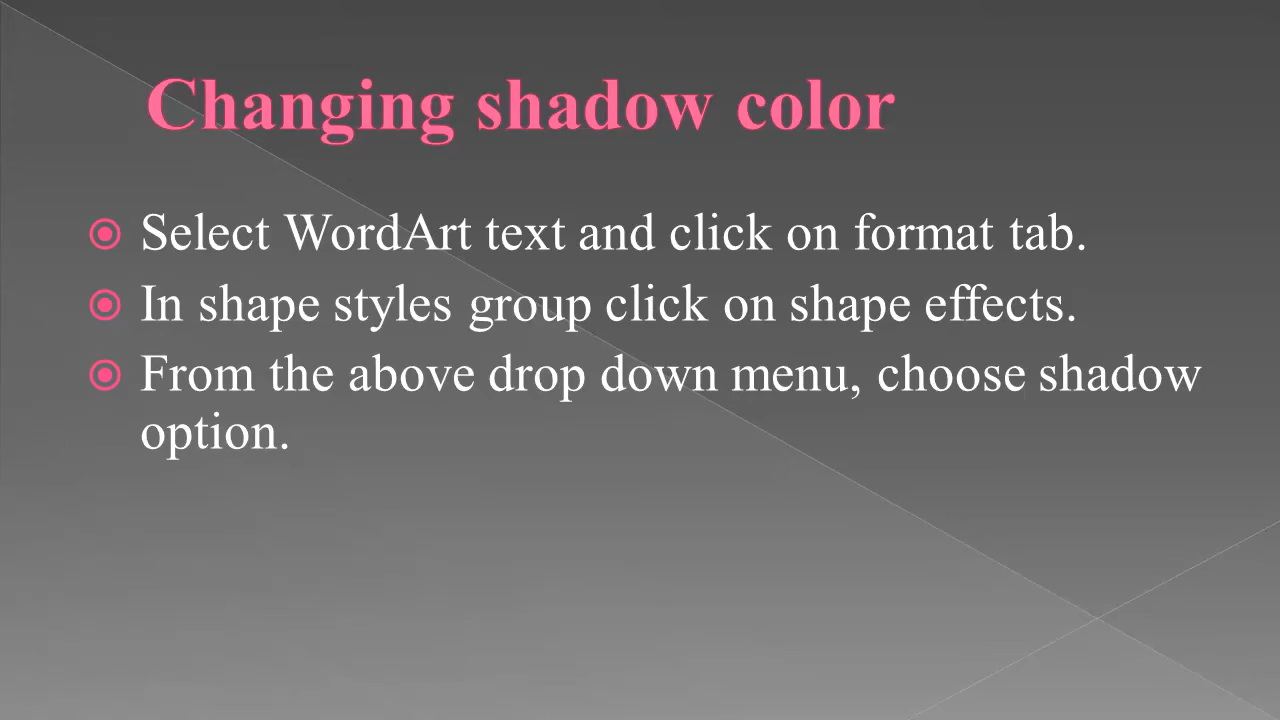 Changing shadow color
Select WordArt text and click on format tab.
In shape styles group click on shape effects.
From the above drop down menu, choose shadow
option.